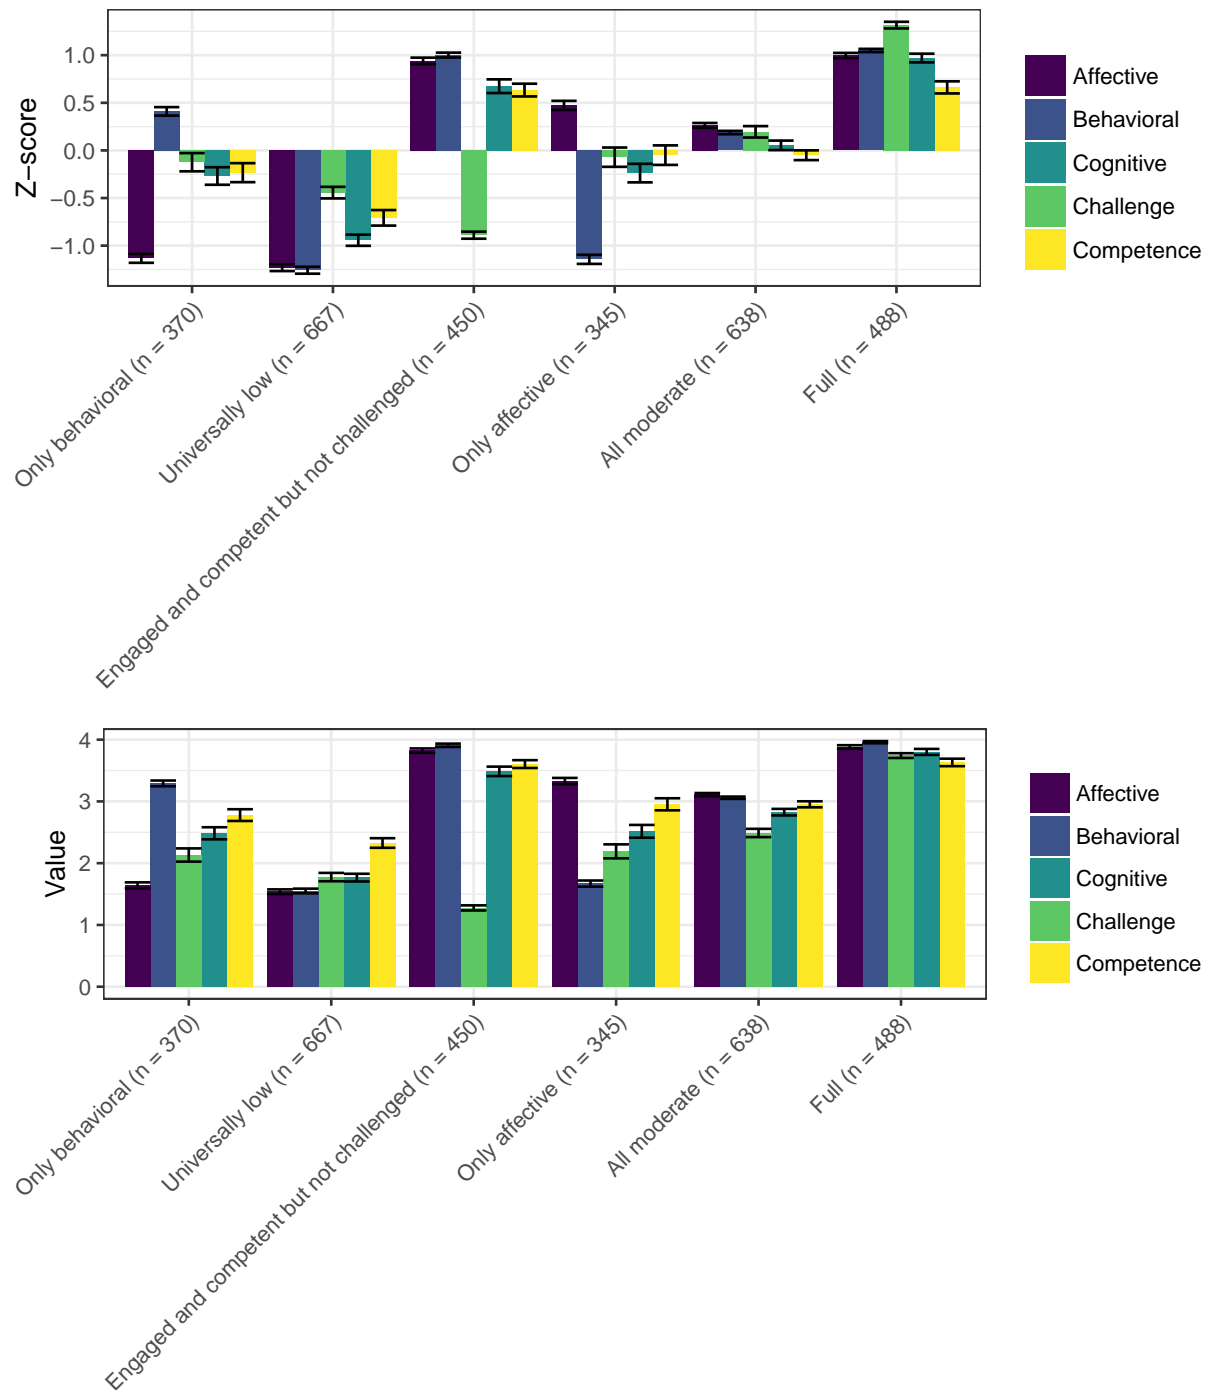 Z−score
1.0
0.5
0.0
−0.5
−1.0
Only behavioral (n = 370)
Universally low (n = 667)
Engaged and competent but not challenged (n = 450)
Only affective (n = 345)
All moderate (n = 638)
Full (n = 488)
Affective
Behavioral
Cognitive
Challenge
Competence
Value
4
3
2
1
0
Only behavioral (n = 370)
Universally low (n = 667)
Engaged and competent but not challenged (n = 450)
Only affective (n = 345)
All moderate (n = 638)
Full (n = 488)
Affective
Behavioral
Cognitive
Challenge
Competence